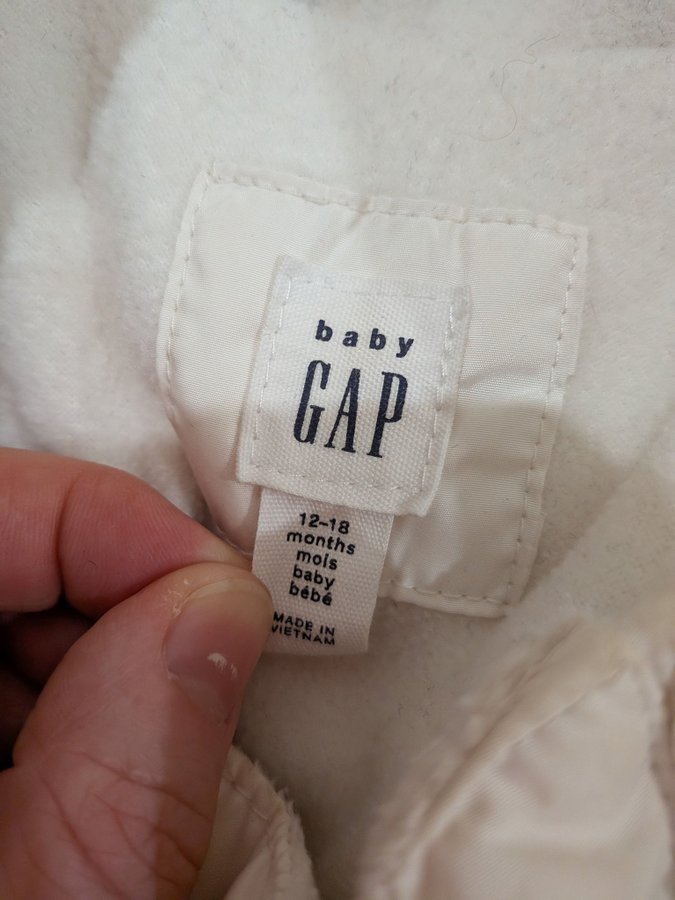 baby
GAP
12-18
months
mois
baby
bébé
MADE IN
VIETNAM